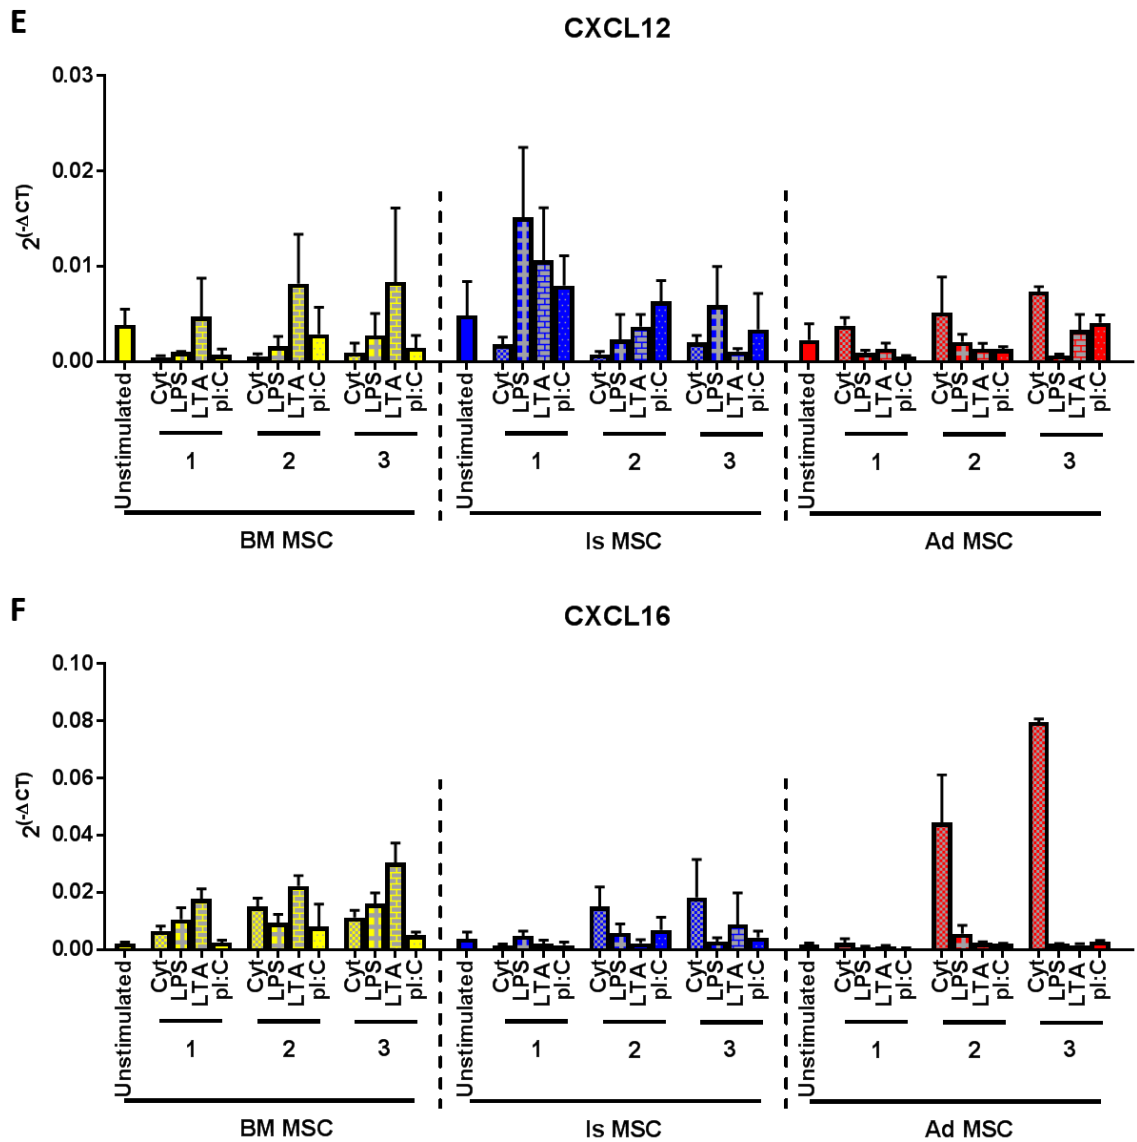 E
CXCL12
0.03
0.02
0.01
0.00
2(-ΔCT)
Unstimulated Cyt LPS LTA pI:C Cyt LPS LTA pI:C Cyt LPS LTA pI:C Unstimulated Cyt LPS LTA pI:C Cyt LPS LTA pI:C Cyt LPS LTA pI:C Unstimulated Cyt LPS LTA pI:C Cyt LPS LTA pI:C Cyt LPS LTA pI:C
1 2 3 1 2 3 1 2 3
BM MSC Is MSC Ad MSC
F
CXCL16
0.10
0.08
0.06
0.04
0.02
0.00
2(-ΔCT)
Unstimulated Cyt LPS LTA pI:C Cyt LPS LTA pI:C Cyt LPS LTA pI:C Unstimulated Cyt LPS LTA pI:C Cyt LPS LTA pI:C Cyt LPS LTA pI:C Unstimulated Cyt LPS LTA pI:C Cyt LPS LTA pI:C Cyt LPS LTA pI:C
1 2 3 1 2 3 1 2 3
BM MSC Is MSC Ad MSC